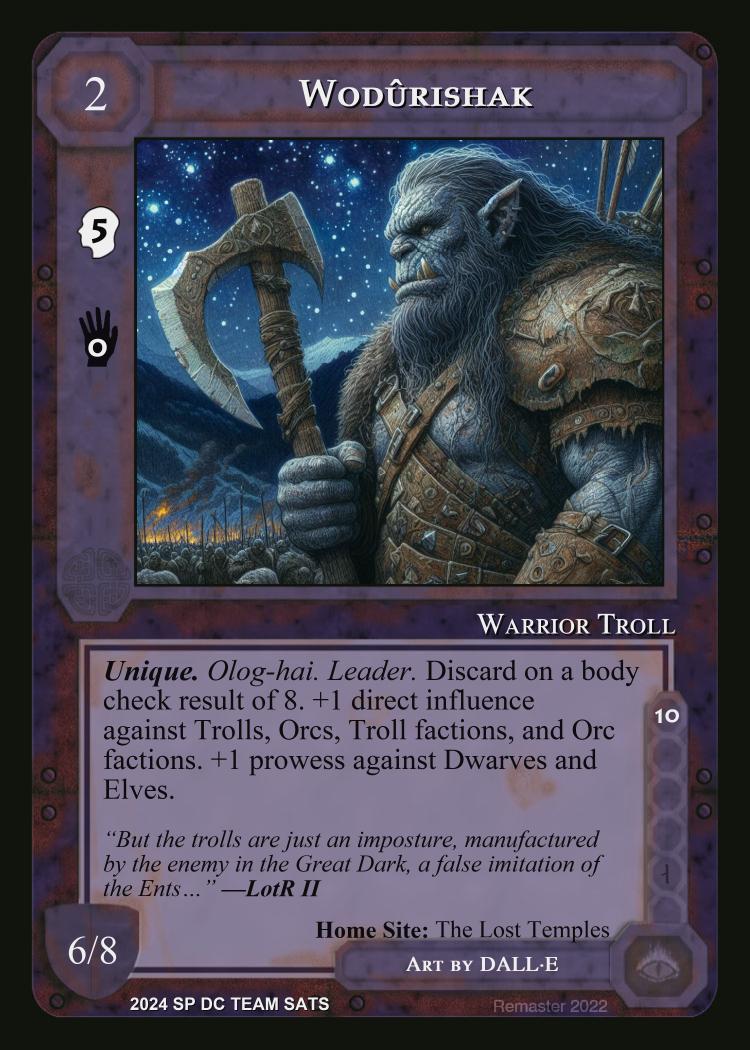 2
Wodûrishak
5
0
Warrior Troll
Unique. Olog-hai. Leader. Discard on a body
check result of 8. +1 direct influence
against Trolls, Orcs, Troll factions, and Orc
factions. +1 prowess against Dwarves and
Elves.
10
“But the trolls are just an imposture, manufactured
by the enemy in the Great Dark, a false imitation of
the Ents…” —LotR II
Home Site: The Lost Temples
6/8
Art by DALL·E
2024 SP DC TEAM SATS
Remaster 2022